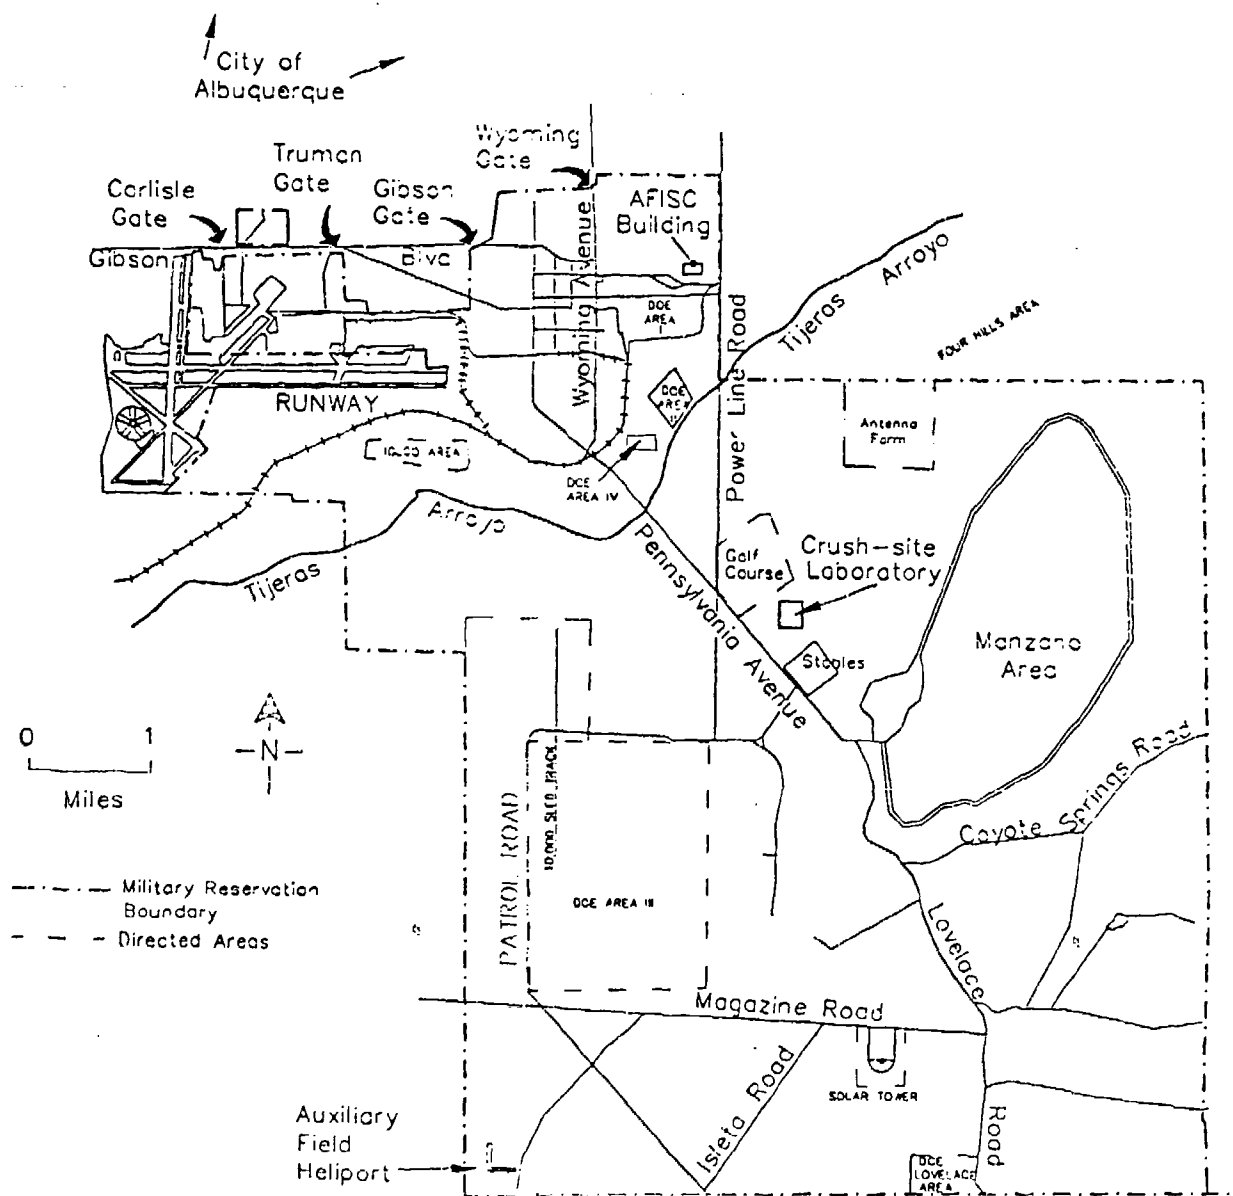 City of
Albuquerque
Wyoming
Gate
Truman
Gate
Gibson
Gate
Carlisle
Gate
AFISC
Building
Gibson
Blvd
Wyoming Avenue
DOE
AREA
I
Power Line Road
Tijeras Arroyo
FOUR HILLS AREA
DOE
AREA
II
RUNWAY
IGLOO AREA
Antenna
Farm
DOE
AREA IV
Tijeras Arroyo
Pennsylvania Avenue
Golf
Course
Crush-site
Laboratory
Stables
Manzano
Area
0 1
Miles
N
10,000 SLED TRACK
PATROL ROAD
Coyote Springs Road
Military Reservation
Boundary
Directed Areas
DOE AREA III
Lovelace Road
Magazine Road
Isleta Road
SOLAR TOWER
Auxiliary
Field
Heliport
DOE
LOVELACE
AREA